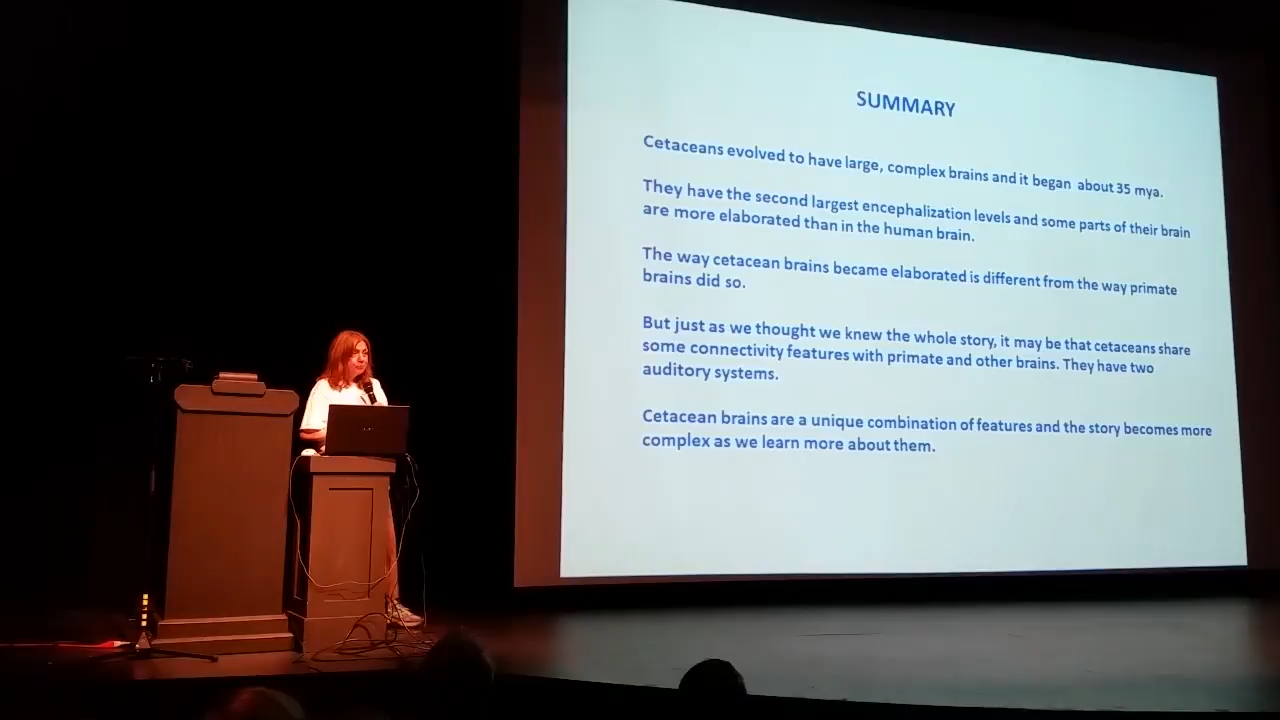 SUMMARY
Cetaceans evolved to have large, complex brains and it began about 35 mya.
They have the second largest encephalization levels and some parts of their brain
are more elaborated than in the human brain.
The way cetacean brains became elaborated is different from the way primate
brains did so.
But just as we thought we knew the whole story, it may be that cetaceans share
some connectivity features with primate and other brains. They have two
auditory systems.
Cetacean brains are a unique combination of features and the story becomes more
complex as we learn more about them.